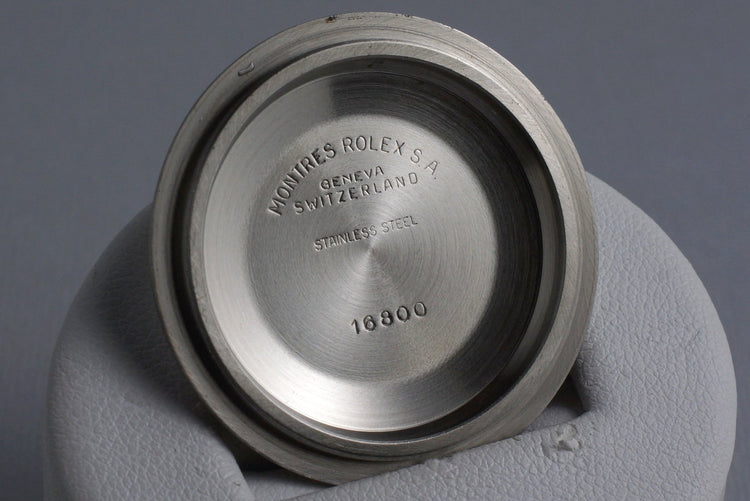 MONTRES ROLEX S.A.
GENEVA
SWITZERLAND
STAINLESS STEEL
16800